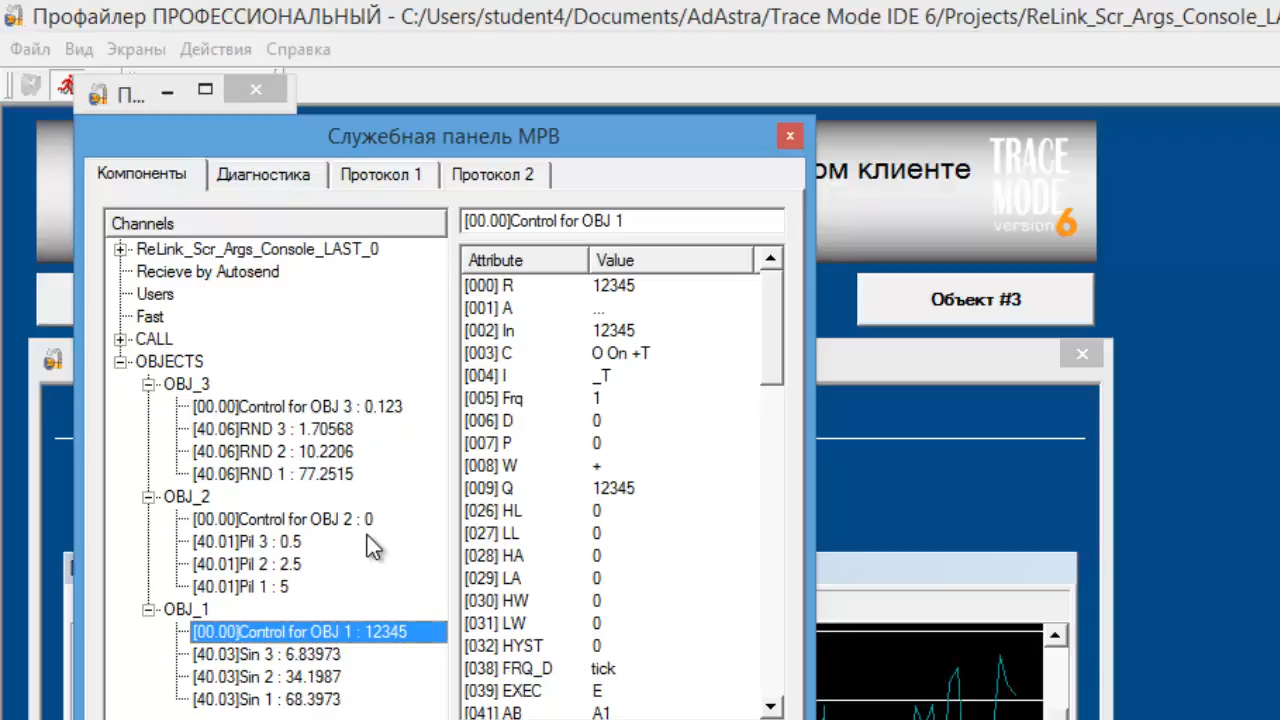 Профайлер ПРОФЕССИОНАЛЬНЫЙ - C:/Users/student4/Documents/AdAstra/Trace Mode IDE 6/Projects/ReLink_Scr_Args_Console_L
Файл Вид Экраны Действия Справка
П...
Служебная панель МРВ
Компоненты Диагностика Протокол 1 Протокол 2
ом клиенте
TRACE
MODE
version 6
Объект #3
Channels
ReLink_Scr_Args_Console_LAST_0
Recieve by Autosend
Users
Fast
CALL
OBJECTS
OBJ_3
[00.00]Control for OBJ 3 : 0.123
[40.06]RND 3 : 1.70568
[40.06]RND 2 : 10.2206
[40.06]RND 1 : 77.2515
OBJ_2
[00.00]Control for OBJ 2 : 0
[40.01]Pil 3 : 0.5
[40.01]Pil 2 : 2.5
[40.01]Pil 1 : 5
OBJ_1
[00.00]Control for OBJ 1 : 12345
[40.03]Sin 3 : 6.83973
[40.03]Sin 2 : 34.1987
[40.03]Sin 1 : 68.3973
[00.00]Control for OBJ 1
Attribute Value
[000] R 12345
[001] A ...
[002] In 12345
[003] C O On +T
[004] I _T
[005] Frq 1
[006] D 0
[007] P 0
[008] W +
[009] Q 12345
[026] HL 0
[027] LL 0
[028] HA 0
[029] LA 0
[030] HW 0
[031] LW 0
[032] HYST 0
[038] FRQ_D tick
[039] EXEC E
[041] AB A1